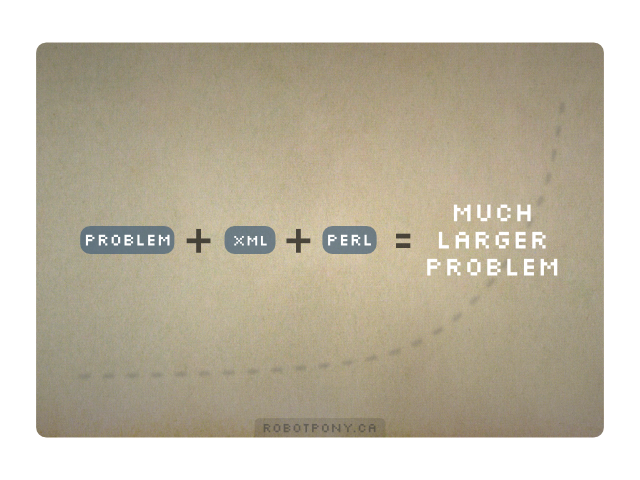 PROBLEM + XML + PERL =
MUCH
LARGER
PROBLEM
ROBOTPONY.CA